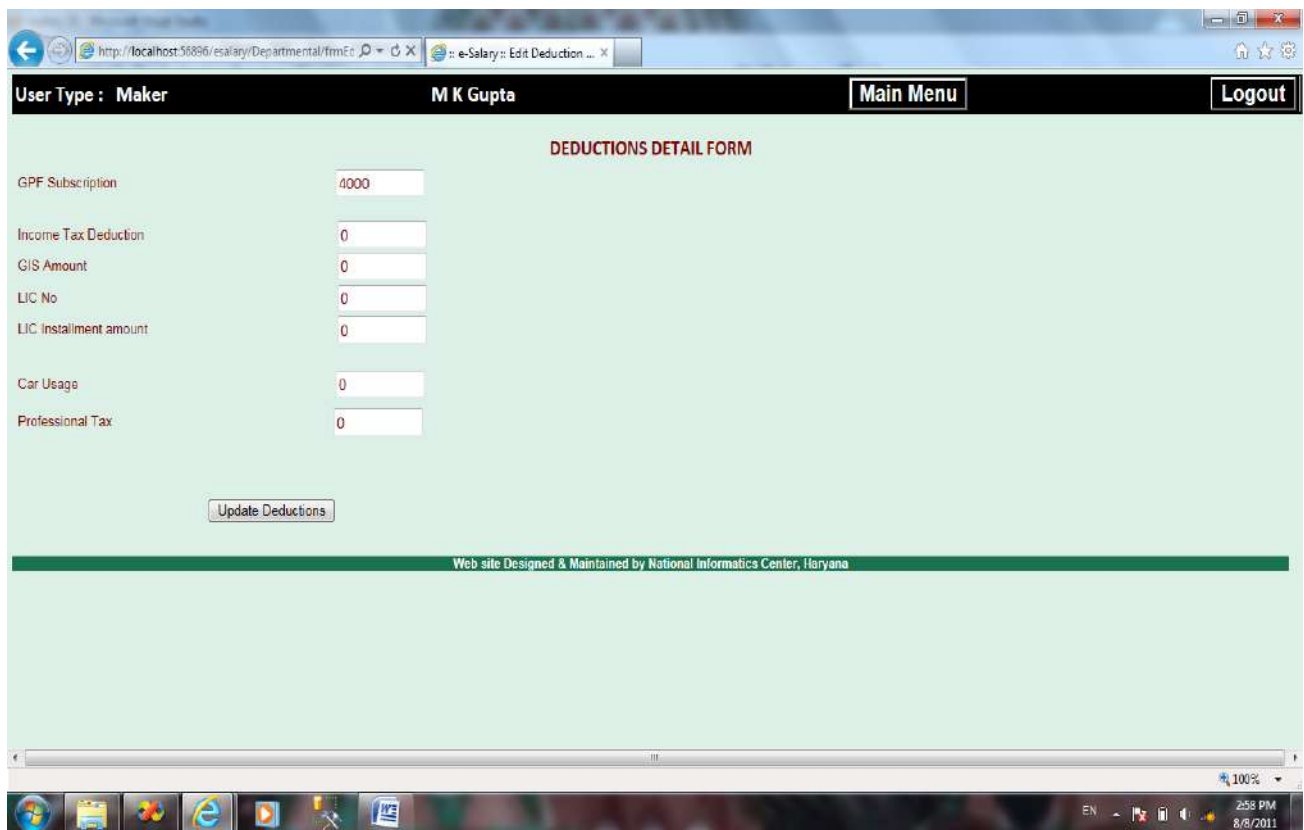 http://localhost:56896/esalary/Departmental/frmEc
:: e-Salary :: Edit Deduction ...
User Type : Maker M K Gupta Main Menu Logout
DEDUCTIONS DETAIL FORM
GPF Subscription 4000
Income Tax Deduction 0
GIS Amount 0
LIC No 0
LIC Installment amount 0
Car Usage 0
Professional Tax 0
Update Deductions
Web site Designed & Maintained by National Informatics Center, Haryana
100%
EN 2:58 PM
8/8/2011